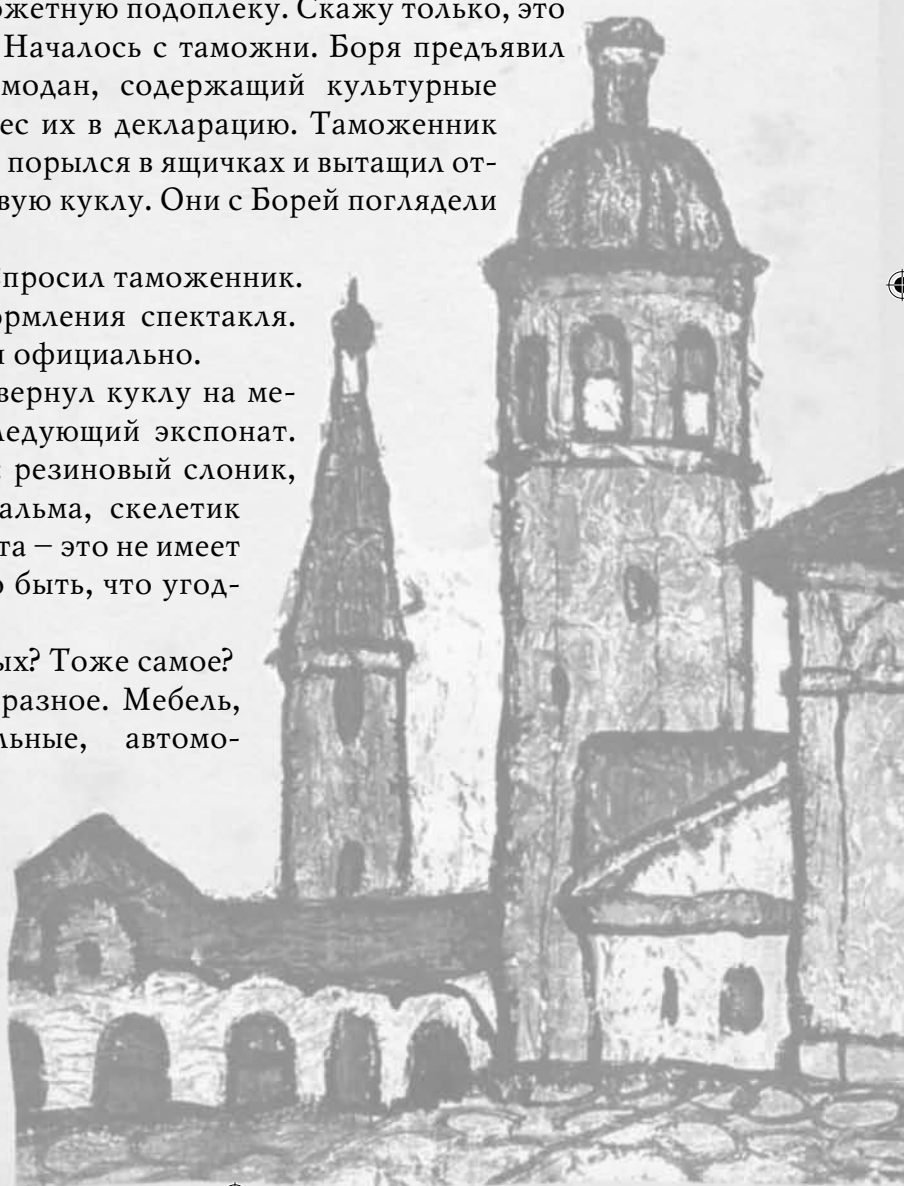 жетную подоплеку. Скажу только, это
Началось с таможни. Боря предъявил
модан, содержащий культурные
ес их в декларацию. Таможенник
порылся в ящичках и вытащил от-
вую куклу. Они с Борей поглядели
просил таможенник.
рмления спектакля.
и официально.
вернул куклу на ме-
ледующий экспонат.
резиновый слоник,
альма, скелетик
та – это не имеет
о быть, что угод-
ых? Тоже самое?
разное. Мебель,
льные, автомо-